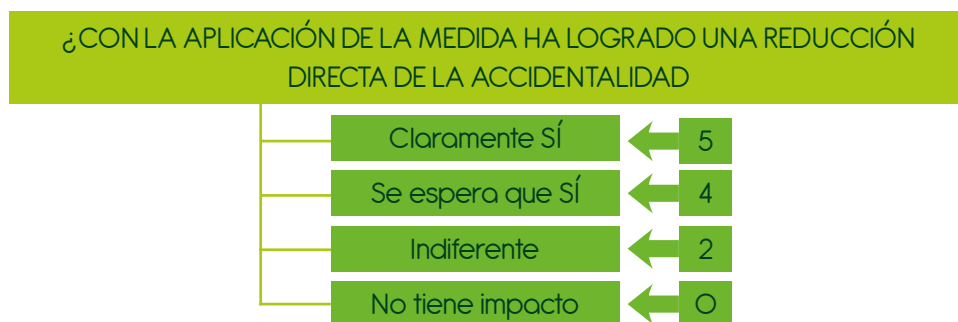 ¿CON LA APLICACIÓN DE LA MEDIDA HA LOGRADO UNA REDUCCIÓN
DIRECTA DE LA ACCIDENTALIDAD
Claramente SÍ 5
Se espera que SÍ 4
Indiferente 2
No tiene impacto 0